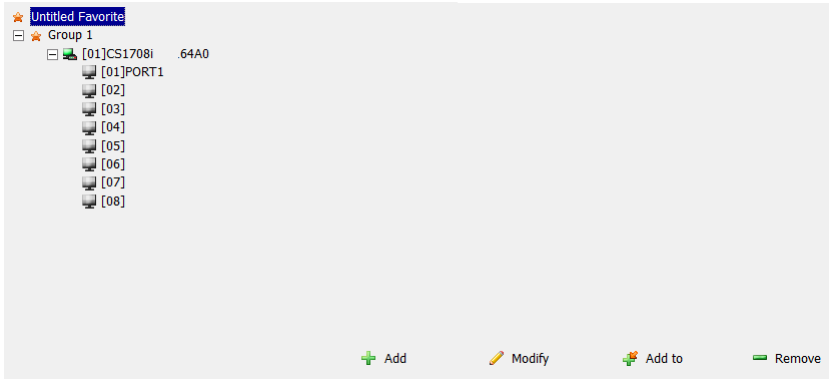 Untitled Favorite
Group 1
[01]CS1708i .64A0
[01]PORT1
[02]
[03]
[04]
[05]
[06]
[07]
[08]
Add Modify Add to Remove